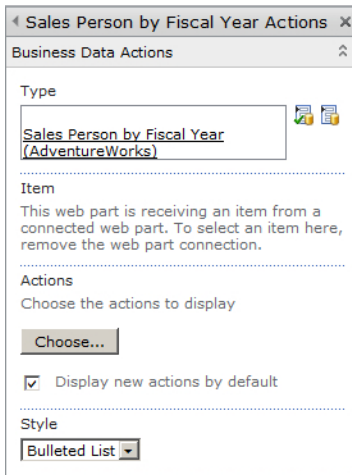 Sales Person by Fiscal Year Actions
Business Data Actions
Type
Sales Person by Fiscal Year
(AdventureWorks)
Item
This web part is receiving an item from a
connected web part. To select an item here,
remove the web part connection.
Actions
Choose the actions to display
Choose...
Display new actions by default
Style
Bulleted List